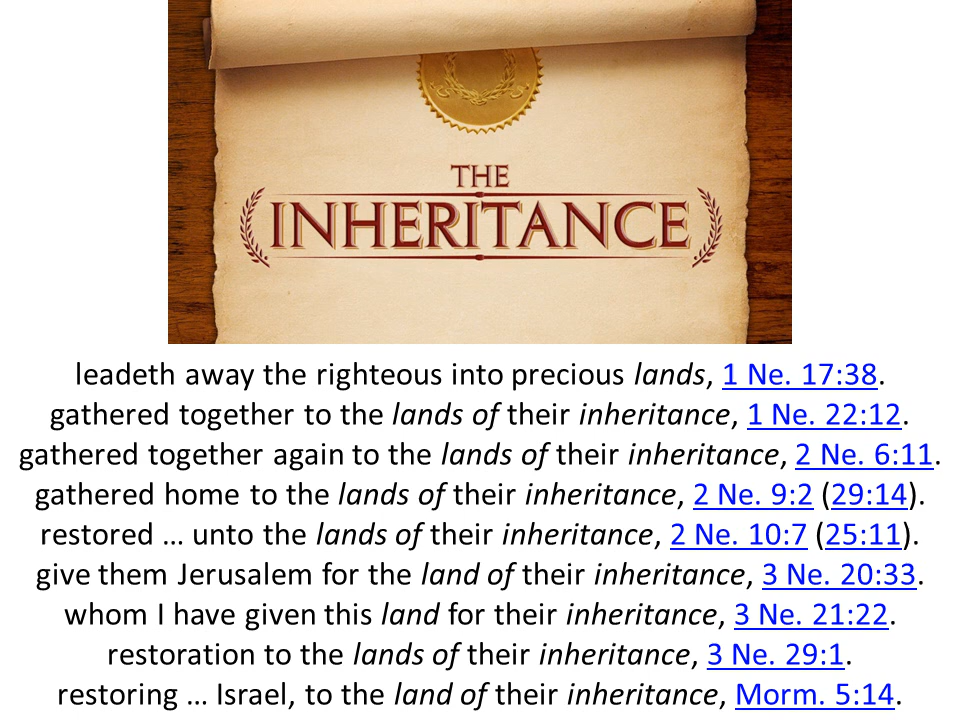 THE
INHERITANCE
leadeth away the righteous into precious lands, 1 Ne. 17:38.
gathered together to the lands of their inheritance, 1 Ne. 22:12.
gathered together again to the lands of their inheritance, 2 Ne. 6:11.
gathered home to the lands of their inheritance, 2 Ne. 9:2 (29:14).
restored … unto the lands of their inheritance, 2 Ne. 10:7 (25:11).
give them Jerusalem for the land of their inheritance, 3 Ne. 20:33.
whom I have given this land for their inheritance, 3 Ne. 21:22.
restoration to the lands of their inheritance, 3 Ne. 29:1.
restoring … Israel, to the land of their inheritance, Morm. 5:14.